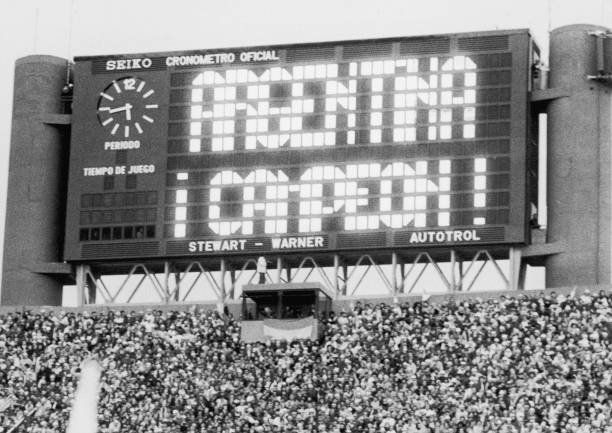 SEIKO CRONOMETRO OFICIAL
ARGENTINA
12
PERIODO
TIEMPO DE JUEGO
¡CAMPEON!
STEWART - WARNER AUTOTROL